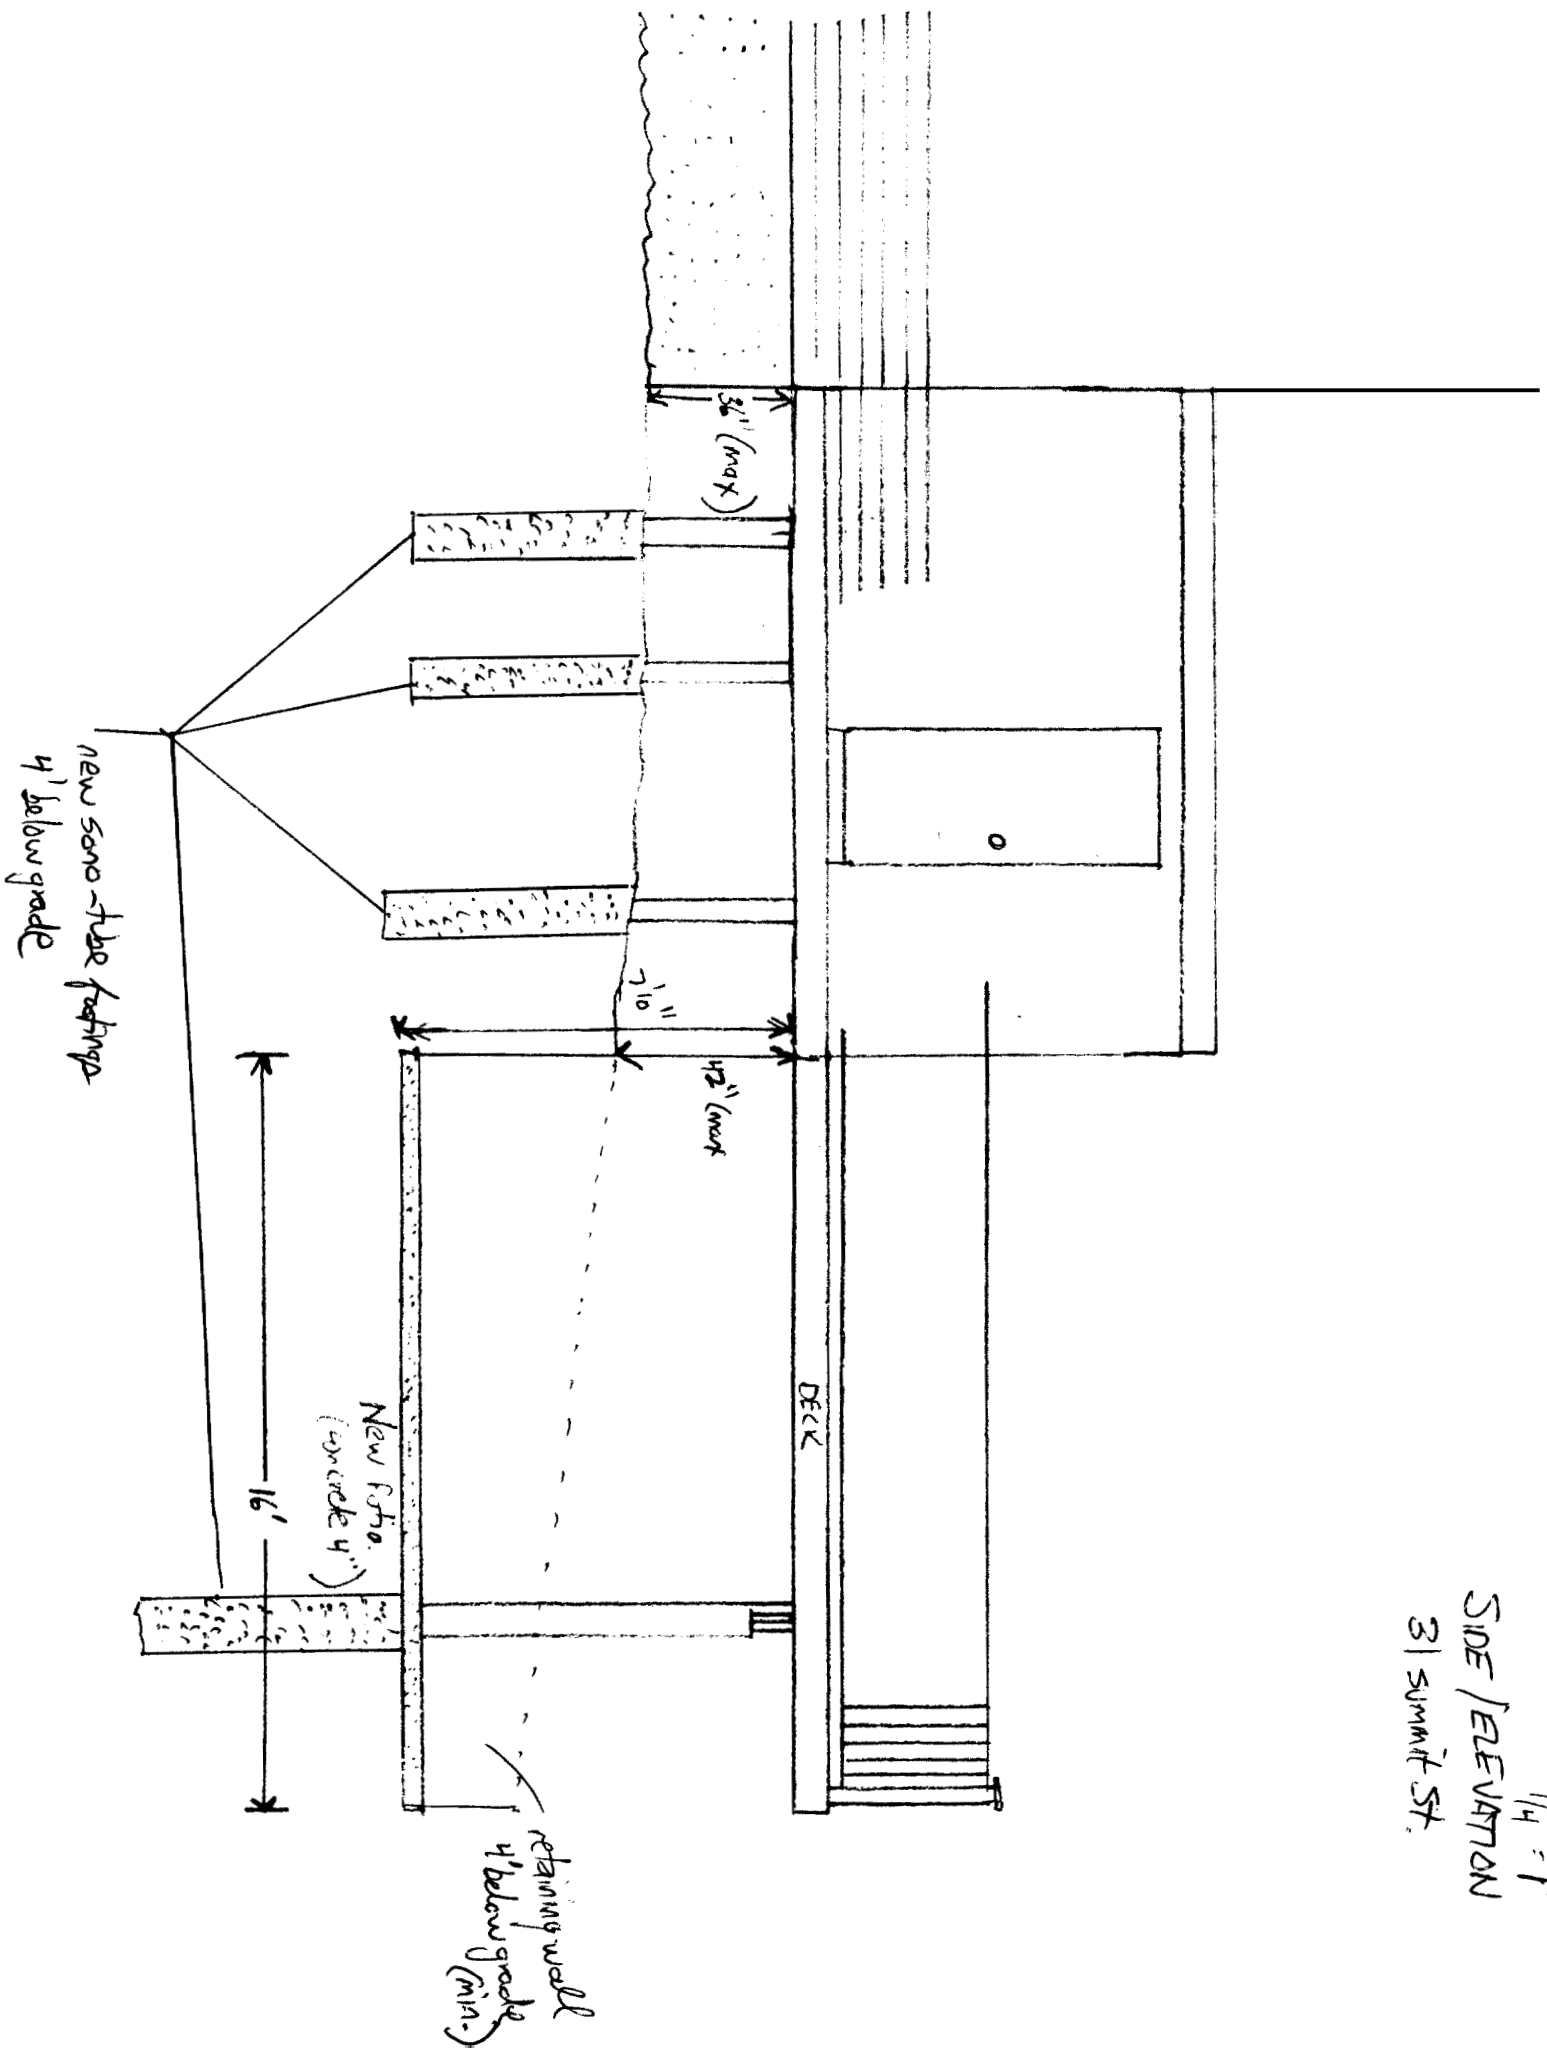 1/4 = 1'
SIDE / ELEVATION
31 summit St.
DECK
36" (max)
42" (max
7'10"
retaining wall
4' below grade
(min.)
New Patio.
(concrete 4")
16'
new sono-tube footings
4' below grade